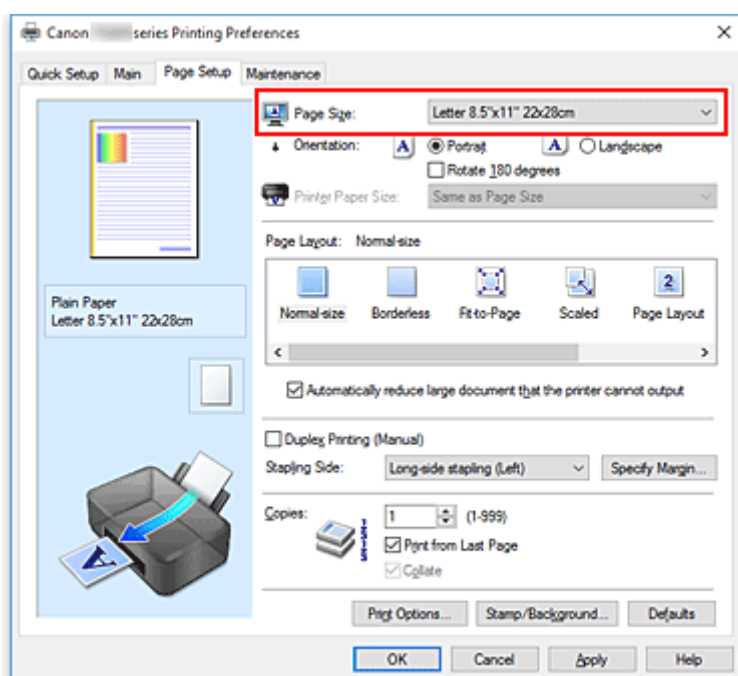 Canon series Printing Preferences
Quick Setup Main Page Setup Maintenance
Page Size: Letter 8.5"x11" 22x28cm
Orientation: A Portrait A Landscape
Rotate 180 degrees
Printer Paper Size: Same as Page Size
Page Layout: Normal-size
2
Normal-size Borderless Fit-to-Page Scaled Page Layout
Plain Paper
Letter 8.5"x11" 22x28cm
Automatically reduce large document that the printer cannot output
Duplex Printing (Manual)
Stapling Side: Long-side stapling (Left) Specify Margin...
Copies: 1 (1-999)
Print from Last Page
Collate
A
Print Options... Stamp/Background... Defaults
OK Cancel Apply Help